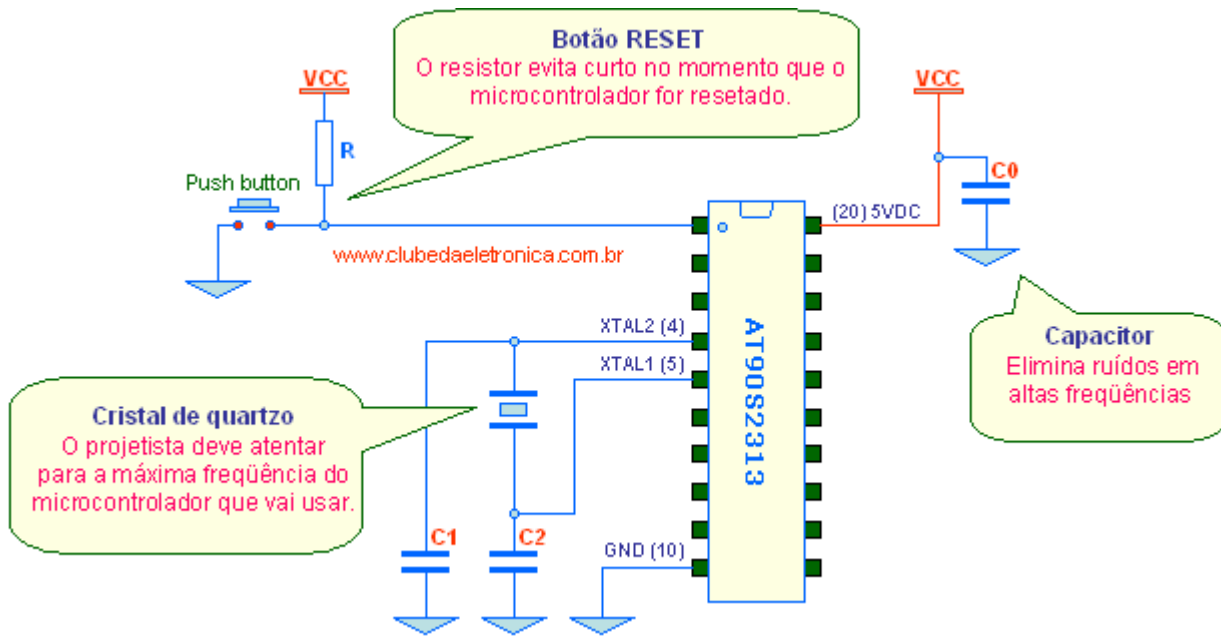 Botão RESET
O resistor evita curto no momento que o
microcontrolador for resetado.
VCC
VCC
R
C0
Push button
(20) 5VDC
www.clubedaeletronica.com.br
XTAL2 (4)
XTAL1 (5)
AT90S2313
Capacitor
Elimina ruídos em
altas freqüências
Cristal de quartzo
O projetista deve atentar
para a máxima freqüência do
microcontrolador que vai usar.
C1
C2
GND (10)